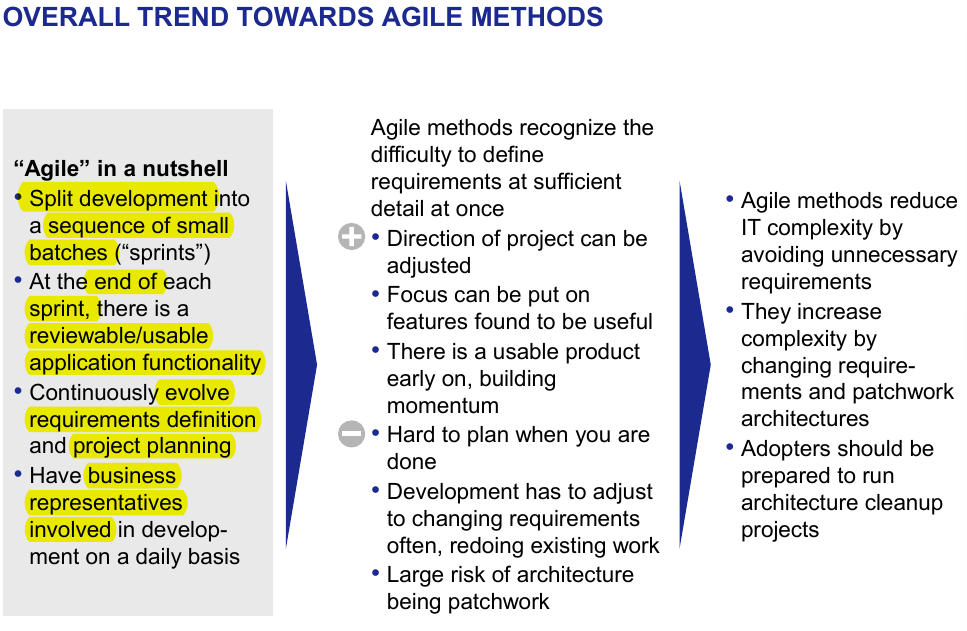 OVERALL TREND TOWARDS AGILE METHODS
“Agile” in a nutshell
• Split development into
a sequence of small
batches (“sprints”)
• At the end of each
sprint, there is a
reviewable/usable
application functionality
• Continuously evolve
requirements definition
and project planning
• Have business
representatives
involved in develop-
ment on a daily basis
Agile methods recognize the
difficulty to define
requirements at sufficient
detail at once
+ • Direction of project can be
adjusted
• Focus can be put on
features found to be useful
• There is a usable product
early on, building
momentum
− • Hard to plan when you are
done
• Development has to adjust
to changing requirements
often, redoing existing work
• Large risk of architecture
being patchwork
• Agile methods reduce
IT complexity by
avoiding unnecessary
requirements
• They increase
complexity by
changing require-
ments and patchwork
architectures
• Adopters should be
prepared to run
architecture cleanup
projects